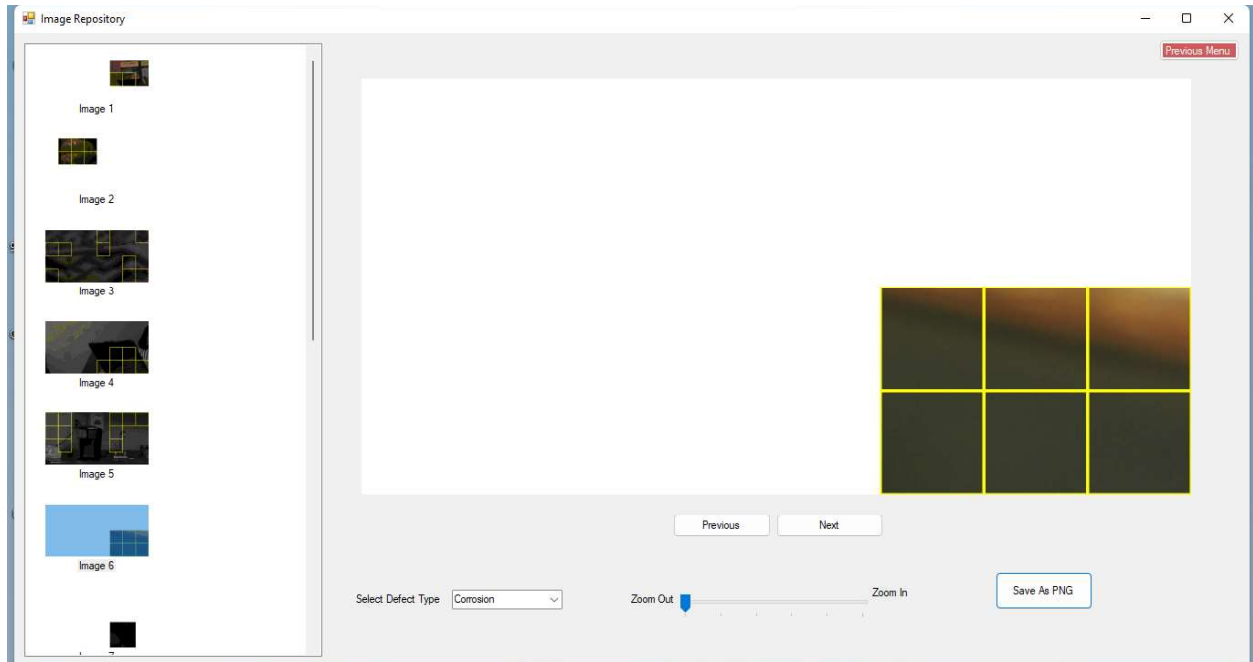 Image Repository
Previous Menu
Image 1
Image 2
Image 3
Image 4
Image 5
Image 6
Previous
Next
Select Defect Type
Corrosion
Zoom Out
Zoom In
Save As PNG